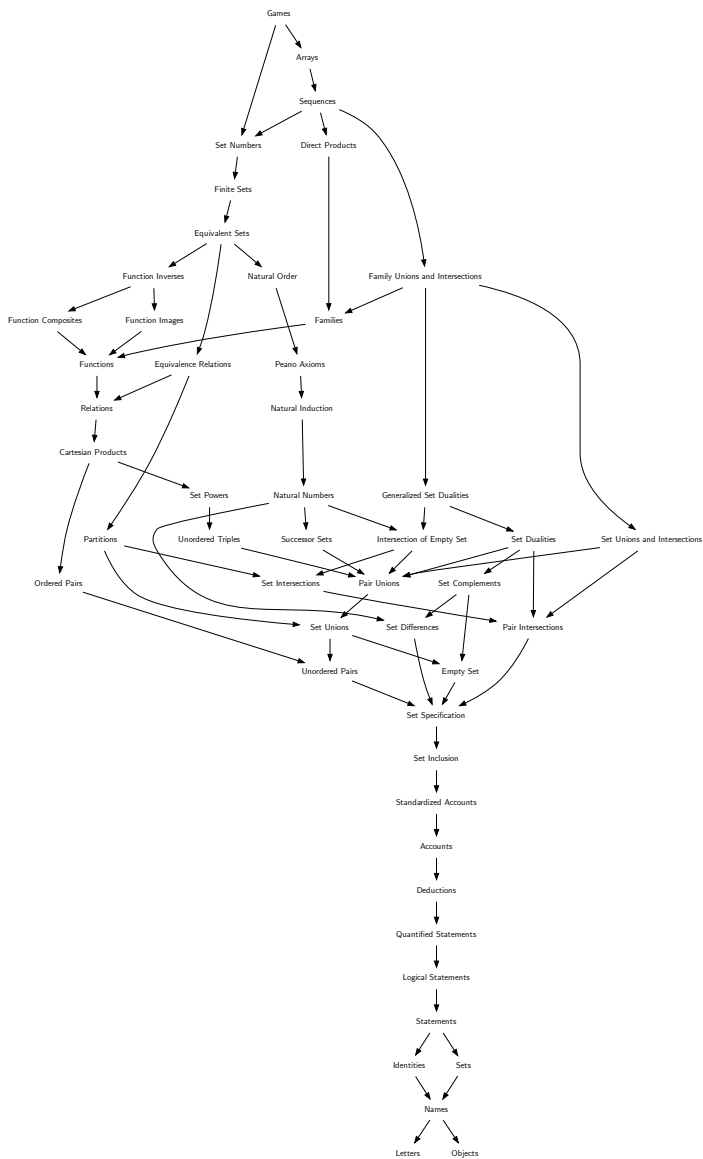 Games
Arrays
Sequences
Set Numbers
Direct Products
Finite Sets
Equivalent Sets
Function Inverses
Natural Order
Family Unions and Intersections
Function Composites
Function Images
Families
Functions
Equivalence Relations
Peano Axioms
Relations
Natural Induction
Cartesian Products
Set Powers
Natural Numbers
Generalized Set Dualities
Partitions
Unordered Triples
Successor Sets
Intersection of Empty Set
Set Dualities
Set Unions and Intersections
Ordered Pairs
Set Intersections
Pair Unions
Set Complements
Set Unions
Set Differences
Pair Intersections
Unordered Pairs
Empty Set
Set Specification
Set Inclusion
Standardized Accounts
Accounts
Deductions
Quantified Statements
Logical Statements
Statements
Identities
Sets
Names
Letters
Objects